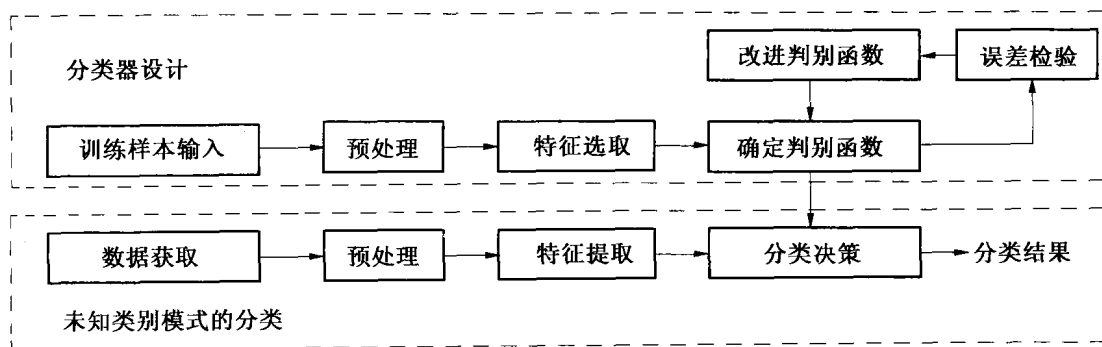 分类器设计
改进判别函数
误差检验
训练样本输入
预处理
特征选取
确定判别函数
数据获取
预处理
特征提取
分类决策
分类结果
未知类别模式的分类